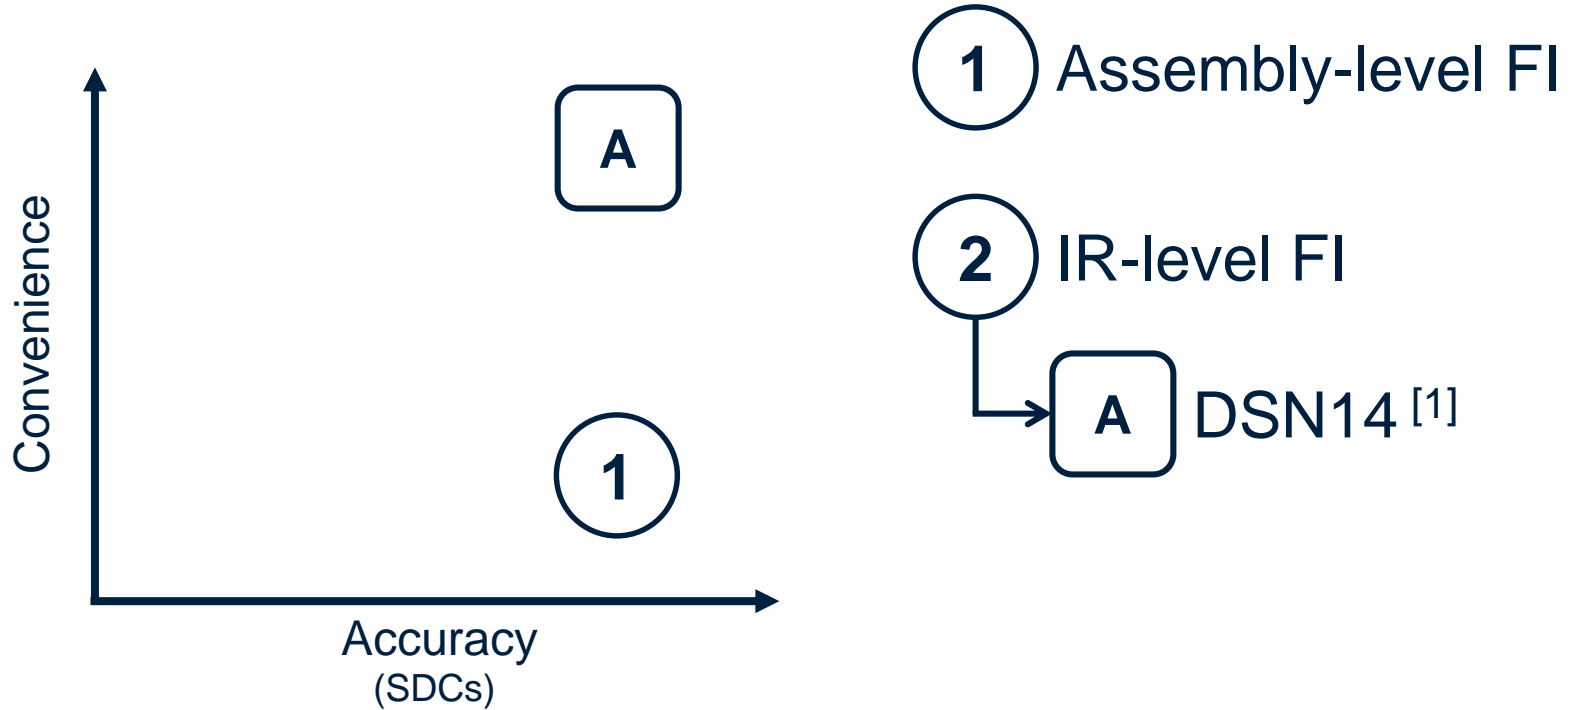 Convenience
A
1
Accuracy
(SDCs)
1 Assembly-level FI
2 IR-level FI
A DSN14 [1]